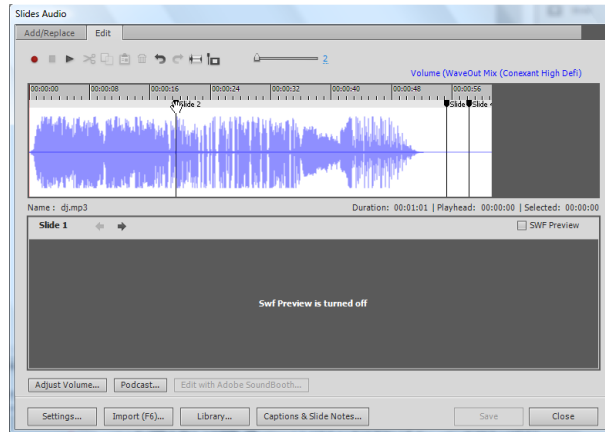 Slides Audio
Add/Replace Edit
2
Volume (WaveOut Mix (Conexant High Defi)
00:00:00 00:00:08 00:00:16 00:00:24 00:00:32 00:00:40 00:00:48 00:00:56
Slide 2 Slide Slide
Name : dj.mp3 Duration: 00:01:01 | Playhead: 00:00:00 | Selected: 00:00:00
Slide 1 SWF Preview
Swf Preview is turned off
Adjust Volume... Podcast... Edit with Adobe SoundBooth...
Settings... Import (F6)... Library... Captions & Slide Notes... Save Close